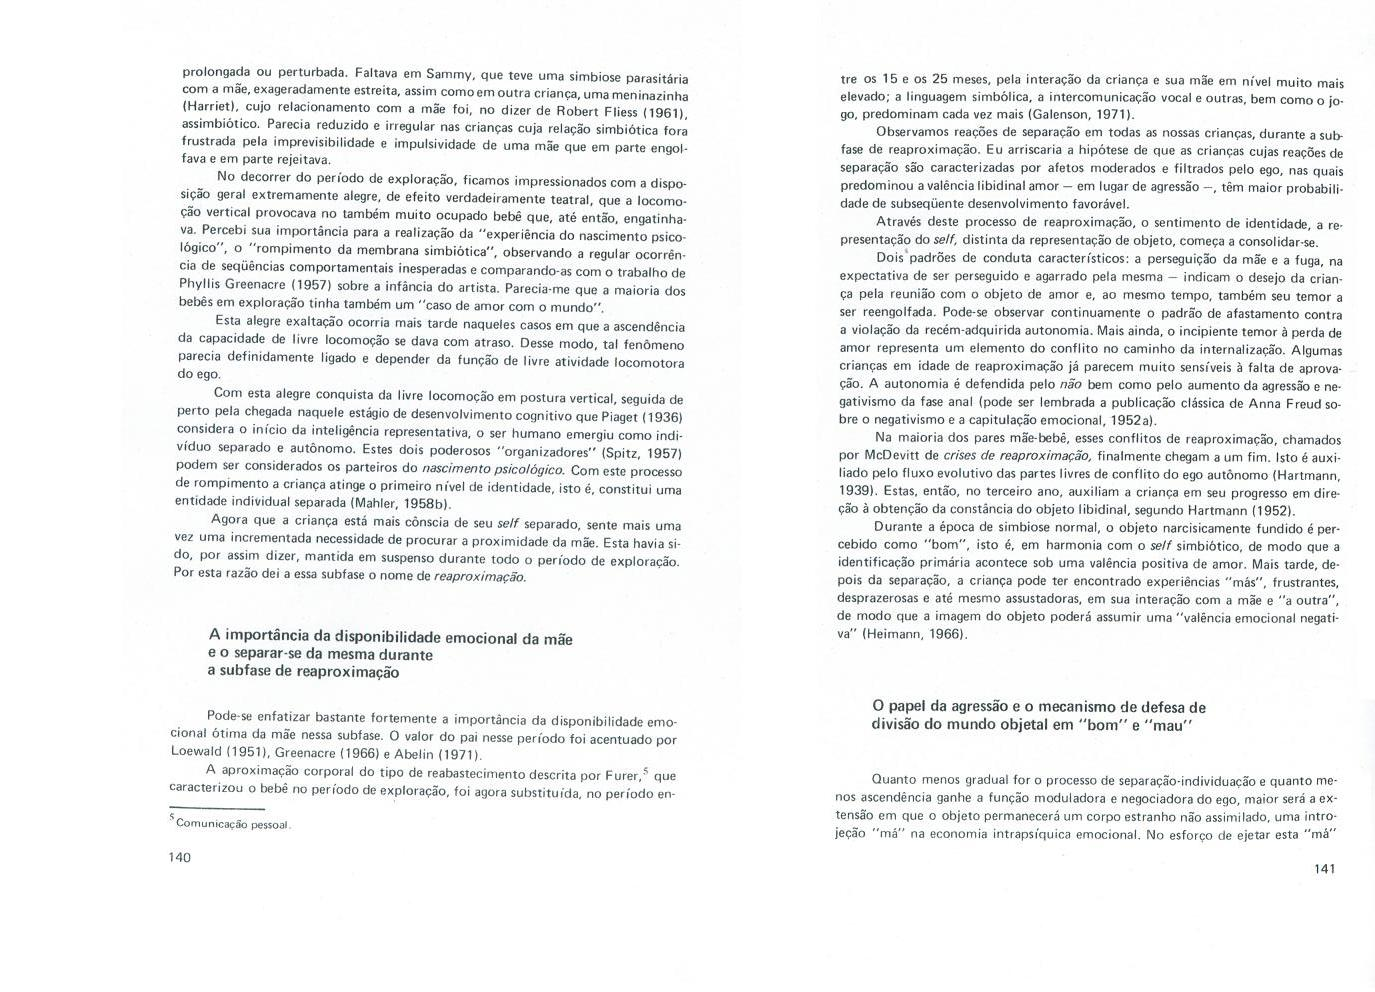 prolongada ou perturbada. Faltava em Sammy, que teve uma simbiose parasitária
com a mãe, exageradamente estreita, assim como em outra criança, uma meninazinha
(Harriet), cujo relacionamento com a mãe foi, no dizer de Robert Fliess (1961),
assimbiótico. Parecia reduzido e irregular nas crianças cuja relação simbiótica fora
frustrada pela imprevisibilidade e impulsividade de uma mãe que em parte engol-
fava e em parte rejeitava.
No decorrer do período de exploração, ficamos impressionados com a dispo-
sição geral extremamente alegre, de efeito verdadeiramente teatral, que a locomo-
ção vertical provocava no também muito ocupado bebê que, até então, engatinha-
va. Percebi sua importância para a realização da "experiência do nascimento psico-
lógico", o "rompimento da membrana simbiótica", observando a regular ocorrên-
cia de seqüências comportamentais inesperadas e comparando-as com o trabalho de
Phyllis Greenacre (1957) sobre a infância do artista. Parecia-me que a maioria dos
bebês em exploração tinha também um "caso de amor com o mundo".
Esta alegre exaltação ocorria mais tarde naqueles casos em que a ascendência
da capacidade de livre locomoção se dava com atraso. Desse modo, tal fenômeno
parecia definidamente ligado e depender da função de livre atividade locomotora
do ego.
Com esta alegre conquista da livre locomoção em postura vertical, seguida de
perto pela chegada naquele estágio de desenvolvimento cognitivo que Piaget (1936)
considera o início da inteligência representativa, o ser humano emergiu como indi-
víduo separado e autônomo. Estes dois poderosos "organizadores" (Spitz, 1957)
podem ser considerados os parteiros do nascimento psicológico. Com este processo
de rompimento a criança atinge o primeiro nível de identidade, isto é, constitui uma
entidade individual separada (Mahler, 1958b).
Agora que a criança está mais cônscia de seu self separado, sente mais uma
vez uma incrementada necessidade de procurar a proximidade da mãe. Esta havia si-
do, por assim dizer, mantida em suspenso durante todo o período de exploração.
Por esta razão dei a essa subfase o nome de reaproximação.
A importância da disponibilidade emocional da mãe
e o separar-se da mesma durante
a subfase de reaproximação
Pode-se enfatizar bastante fortemente a importância da disponibilidade emo-
cional ótima da mãe nessa subfase. O valor do pai nesse período foi acentuado por
Loewald (1951), Greenacre (1966) e Abelin (1971).
A aproximação corporal do tipo de reabastecimento descrita por Furer,5 que
caracterizou o bebê no período de exploração, foi agora substituída, no período en-
5 Comunicação pessoal.
140
tre os 15 e os 25 meses, pela interação da criança e sua mãe em nível muito mais
elevado; a linguagem simbólica, a intercomunicação vocal e outras, bem como o jo-
go, predominam cada vez mais (Galenson, 1971).
Observamos reações de separação em todas as nossas crianças, durante a sub-
fase de reaproximação. Eu arriscaria a hipótese de que as crianças cujas reações de
separação são caracterizadas por afetos moderados e filtrados pelo ego, nas quais
predominou a valência libidinal amor — em lugar de agressão —, têm maior probabili-
dade de subseqüente desenvolvimento favorável.
Através deste processo de reaproximação, o sentimento de identidade, a re-
presentação do self, distinta da representação de objeto, começa a consolidar-se.
Dois padrões de conduta característicos: a perseguição da mãe e a fuga, na
expectativa de ser perseguido e agarrado pela mesma — indicam o desejo da crian-
ça pela reunião com o objeto de amor e, ao mesmo tempo, também seu temor a
ser reengolfada. Pode-se observar continuamente o padrão de afastamento contra
a violação da recém-adquirida autonomia. Mais ainda, o incipiente temor à perda de
amor representa um elemento do conflito no caminho da internalização. Algumas
crianças em idade de reaproximação já parecem muito sensíveis à falta de aprova-
ção. A autonomia é defendida pelo não bem como pelo aumento da agressão e ne-
gativismo da fase anal (pode ser lembrada a publicação clássica de Anna Freud so-
bre o negativismo e a capitulação emocional, 1952a).
Na maioria dos pares mãe-bebê, esses conflitos de reaproximação, chamados
por McDevitt de crises de reaproximação, finalmente chegam a um fim. Isto é auxi-
liado pelo fluxo evolutivo das partes livres de conflito do ego autônomo (Hartmann,
1939). Estas, então, no terceiro ano, auxiliam a criança em seu progresso em dire-
ção à obtenção da constância do objeto libidinal, segundo Hartmann (1952).
Durante a época de simbiose normal, o objeto narcisicamente fundido é per-
cebido como "bom", isto é, em harmonia com o self simbiótico, de modo que a
identificação primária acontece sob uma valência positiva de amor. Mais tarde, de-
pois da separação, a criança pode ter encontrado experiências "más", frustrantes,
desprazerosas e até mesmo assustadoras, em sua interação com a mãe e "a outra",
de modo que a imagem do objeto poderá assumir uma "valência emocional negati-
va" (Heimann, 1966).
O papel da agressão e o mecanismo de defesa de
divisão do mundo objetal em "bom" e "mau"
Quanto menos gradual for o processo de separação-individuação e quanto me-
nos ascendência ganhe a função moduladora e negociadora do ego, maior será a ex-
tensão em que o objeto permanecerá um corpo estranho não assimilado, uma intro-
jeção "má" na economia intrapsíquica emocional. No esforço de ejetar esta "má"
141